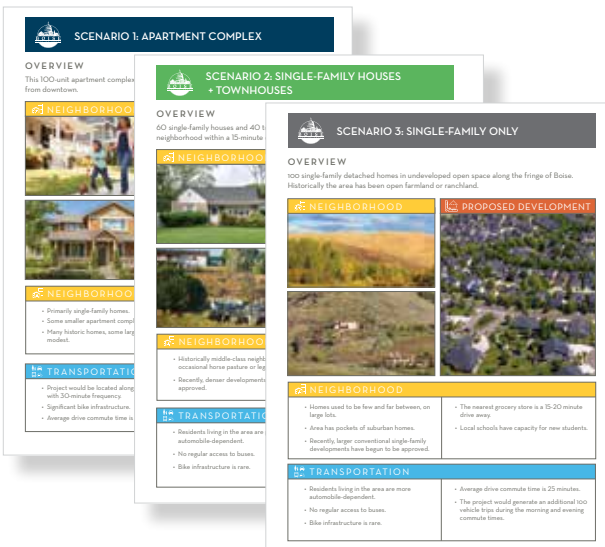 BOISE
SCENARIO 1: APARTMENT COMPLEX
OVERVIEW
This 100-unit apartment complex
from downtown.
NEIGHBORHOO
NEIGHBORHOO
• Primarily single-family homes.
• Some smaller apartment compl
• Many historic homes, some larg
modest.
TRANSPORTATIO
• Project would be located along
with 30-minute frequency.
• Significant bike infrastructure.
• Average drive commute time is
BOISE
SCENARIO 2: SINGLE-FAMILY HOUSES
+ TOWNHOUSES
OVERVIEW
60 single-family houses and 40 t
neighborhood within a 15-minute
NEIGHBORHOO
NEIGHBORHOO
• Historically middle-class neighb
occasional horse pasture or leg
• Recently, denser developments
approved.
TRANSPORTATIO
• Residents living in the area are
automobile-dependent.
• No regular access to buses.
• Bike infrastructure is rare.
BOISE
SCENARIO 3: SINGLE-FAMILY ONLY
OVERVIEW
100 single-family detached homes in undeveloped open space along the fringe of Boise.
Historically the area has been open farmland or ranchland.
NEIGHBORHOOD
PROPOSED DEVELOPMENT
NEIGHBORHOOD
• Homes used to be few and far between, on
large lots.
• Area has pockets of suburban homes.
• Recently, larger conventional single-family
developments have begun to be approved.
• The nearest grocery store is a 15-20 minute
drive away.
• Local schools have capacity for new students.
TRANSPORTATION
• Residents living in the area are more
automobile-dependent.
• No regular access to buses.
• Bike infrastructure is rare.
• Average drive commute time is 25 minutes.
• The project would generate an additional 100
vehicle trips during the morning and evening
commute times.